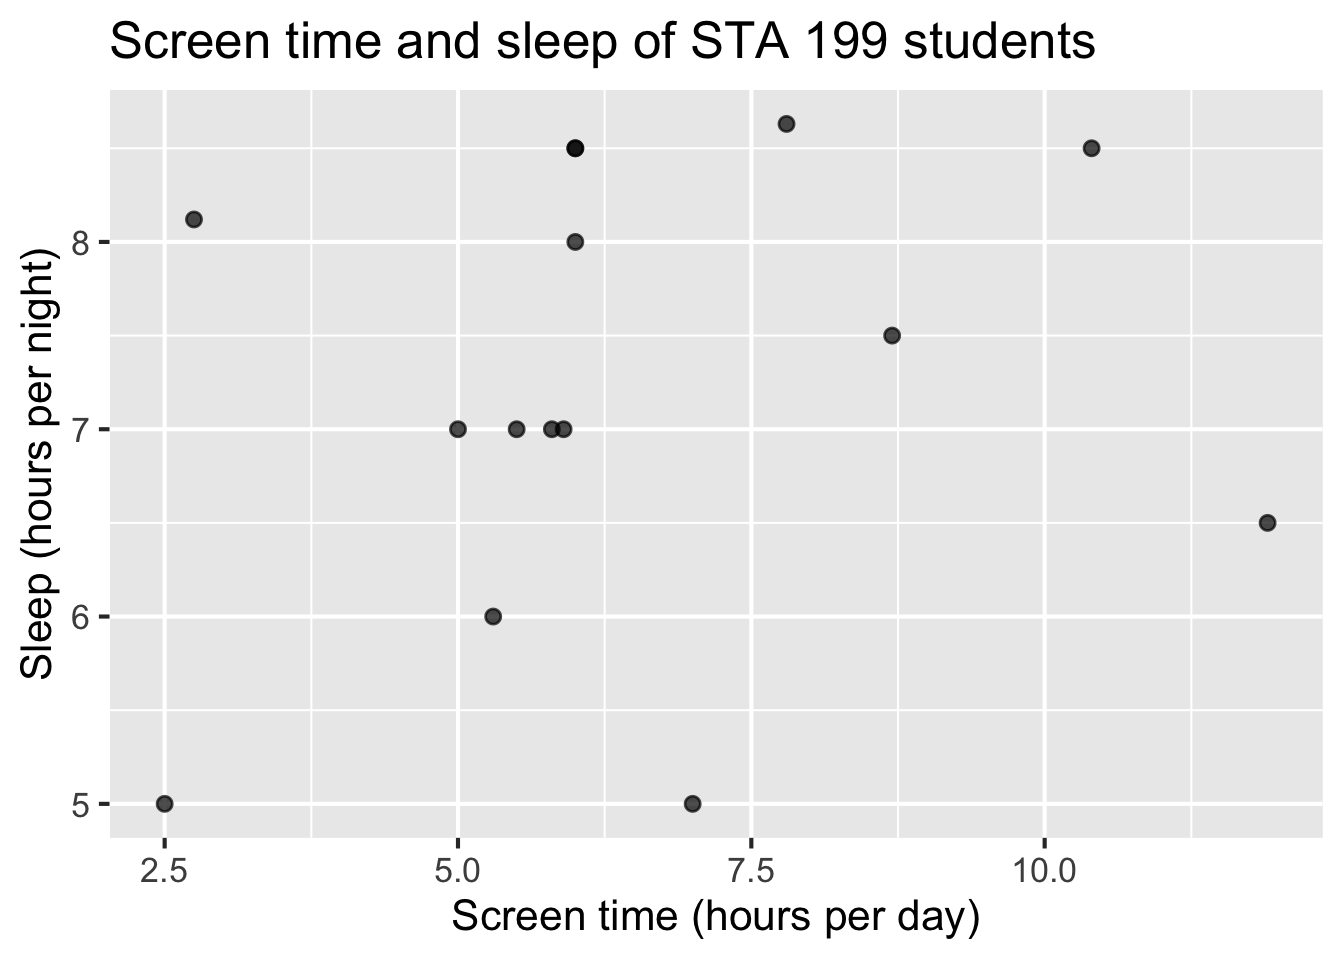 Screen time and sleep of STA 199 students
Sleep (hours per night)
8
7
6
5
2.5 5.0 7.5 10.0
Screen time (hours per day)